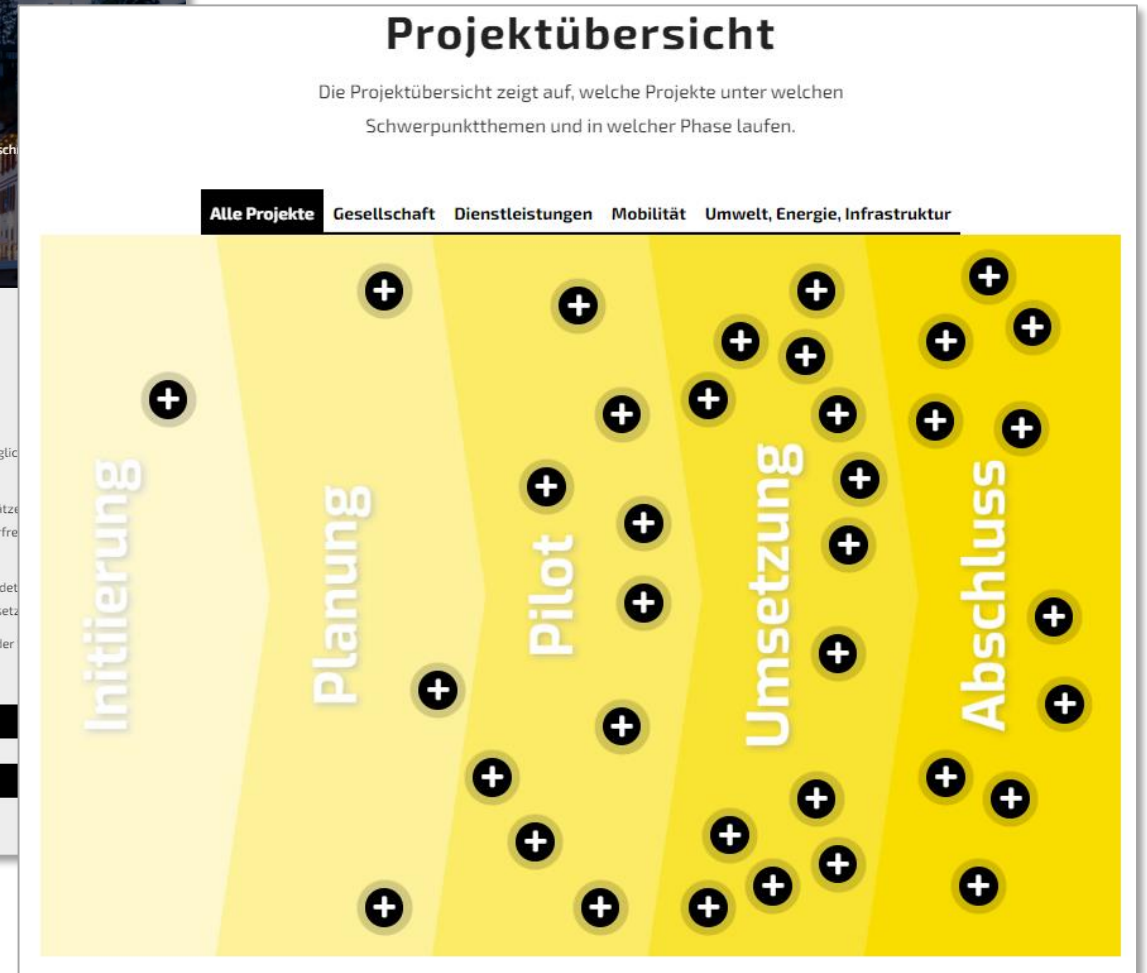 Projektübersicht
Die Projektübersicht zeigt auf, welche Projekte unter welchen
Schwerpunktthemen und in welcher Phase laufen.
Alle Projekte Gesellschaft Dienstleistungen Mobilität Umwelt, Energie, Infrastruktur
Initiierung
Planung
Pilot
Umsetzung
Abschluss